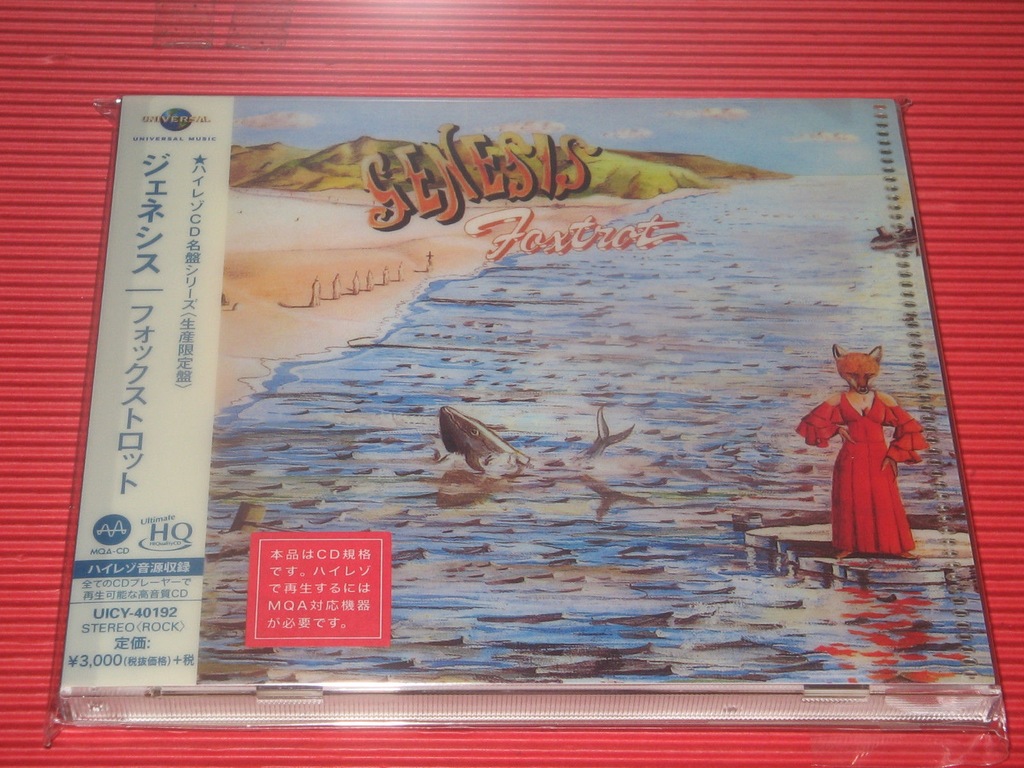 UNIVERSAL
UNIVERSAL MUSIC
★ハイレゾCD名盤シリーズ〈生産限定盤〉
ジェネシス|フォックストロット
MQA-CD
Ultimate
HQ
HiQualityCD
ハイレゾ音源収録
全てのCDプレーヤーで
再生可能な高音質CD
UICY-40192
STEREO〈ROCK〉
定価:
¥3,000(税抜価格)+税
GENESIS
Foxtrot
本品はCD規格
です。ハイレゾ
で再生するには
MQA対応機器
が必要です。